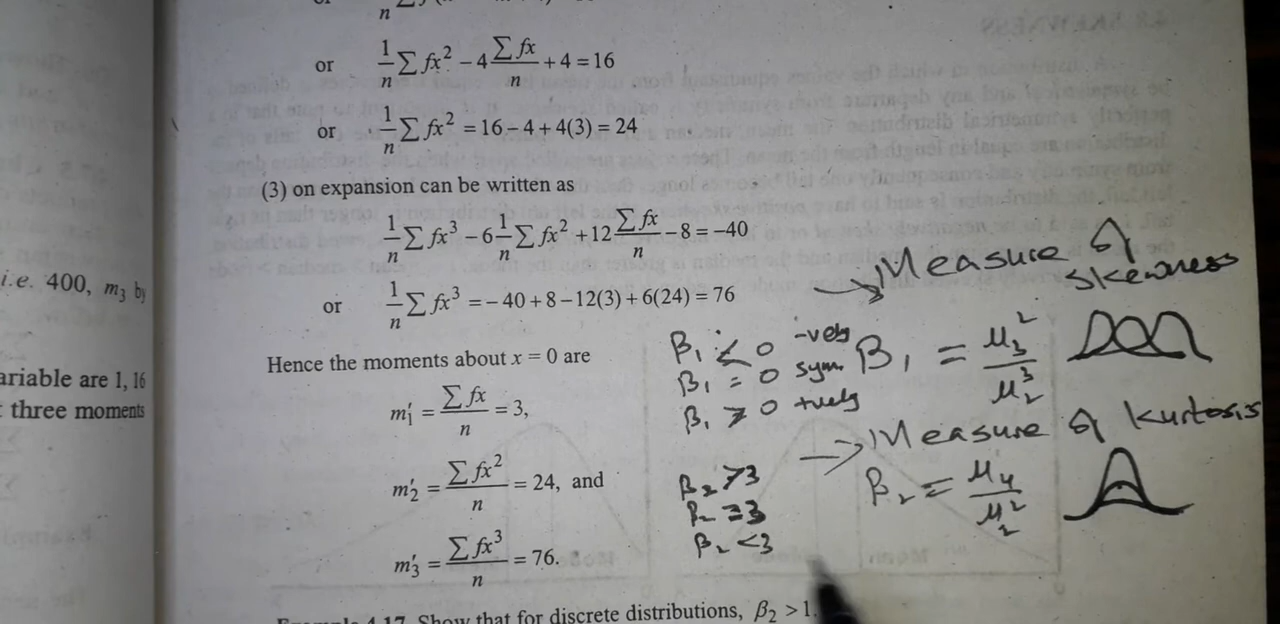 i.e. 400, m₃ by
ariable are 1, 16
three moments
n
or 1/n ∑ fx² − 4 ∑ fx/n + 4 = 16
or 1/n ∑ fx² = 16 − 4 + 4(3) = 24
(3) on expansion can be written as
1/n ∑ fx³ − 6 1/n ∑ fx² + 12 ∑ fx/n − 8 = −40
or 1/n ∑ fx³ = − 40 + 8 − 12(3) + 6(24) = 76
Hence the moments about x = 0 are
m′₁ = ∑ fx/n = 3,
m′₂ = ∑ fx²/n = 24, and
m′₃ = ∑ fx³/n = 76.
Example 4.17 Show that for discrete distributions, β₂ > 1.
→ Measure of skewness
β₁ < 0 -vely
β₁ = 0 sym.
β₁ > 0 +vely
β₁ = μ₃²/μ₂³
→ Measure of Kurtosis
β₂ > 3
β₂ = 3
β₂ < 3
β₂ = μ₄/μ₂²